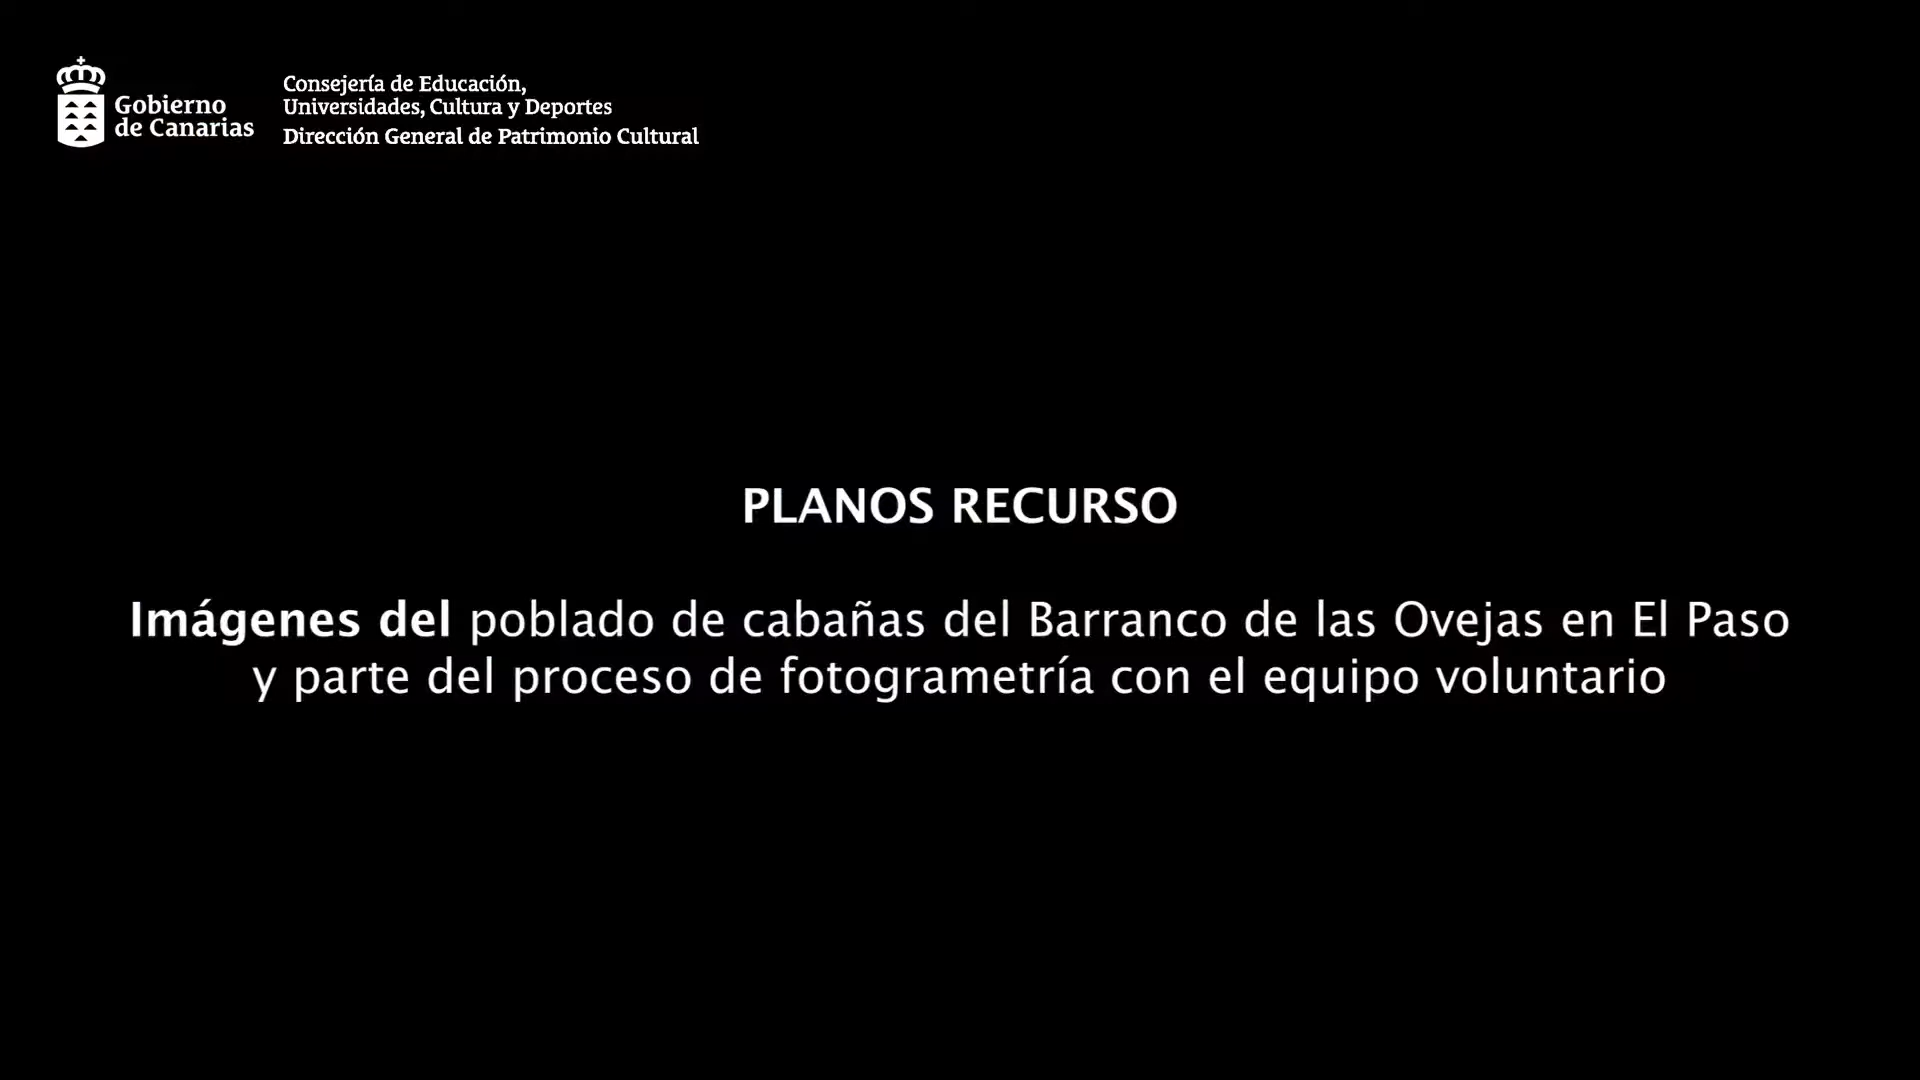 Gobierno
de Canarias
Consejería de Educación,
Universidades, Cultura y Deportes
Dirección General de Patrimonio Cultural
PLANOS RECURSO
Imágenes del poblado de cabañas del Barranco de las Ovejas en El Paso
y parte del proceso de fotogrametría con el equipo voluntario